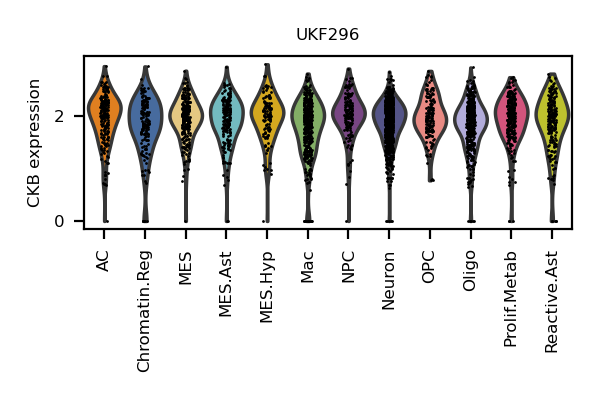 UKF296
CKB expression
2
0
AC
Chromatin.Reg
MES
MES.Ast
MES.Hyp
Mac
NPC
Neuron
OPC
Oligo
Prolif.Metab
Reactive.Ast